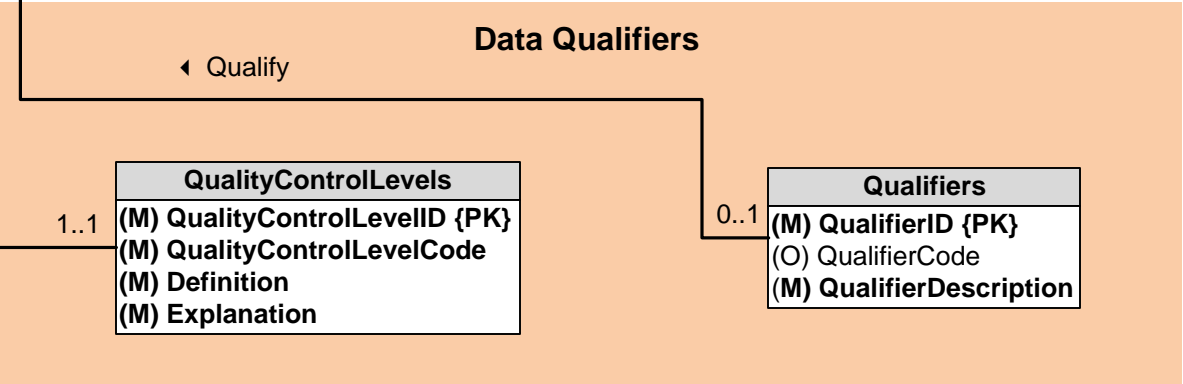 Data Qualifiers
Qualify
QualityControlLevels
1..1
(M) QualityControlLevelID {PK}
(M) QualityControlLevelCode
(M) Definition
(M) Explanation
Qualifiers
0..1
(M) QualifierID {PK}
(O) QualifierCode
(M) QualifierDescription